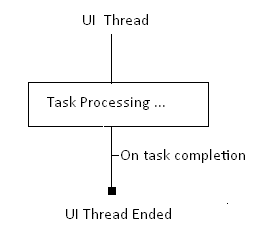 UI Thread
Task Processing ...
On task completion
UI Thread Ended